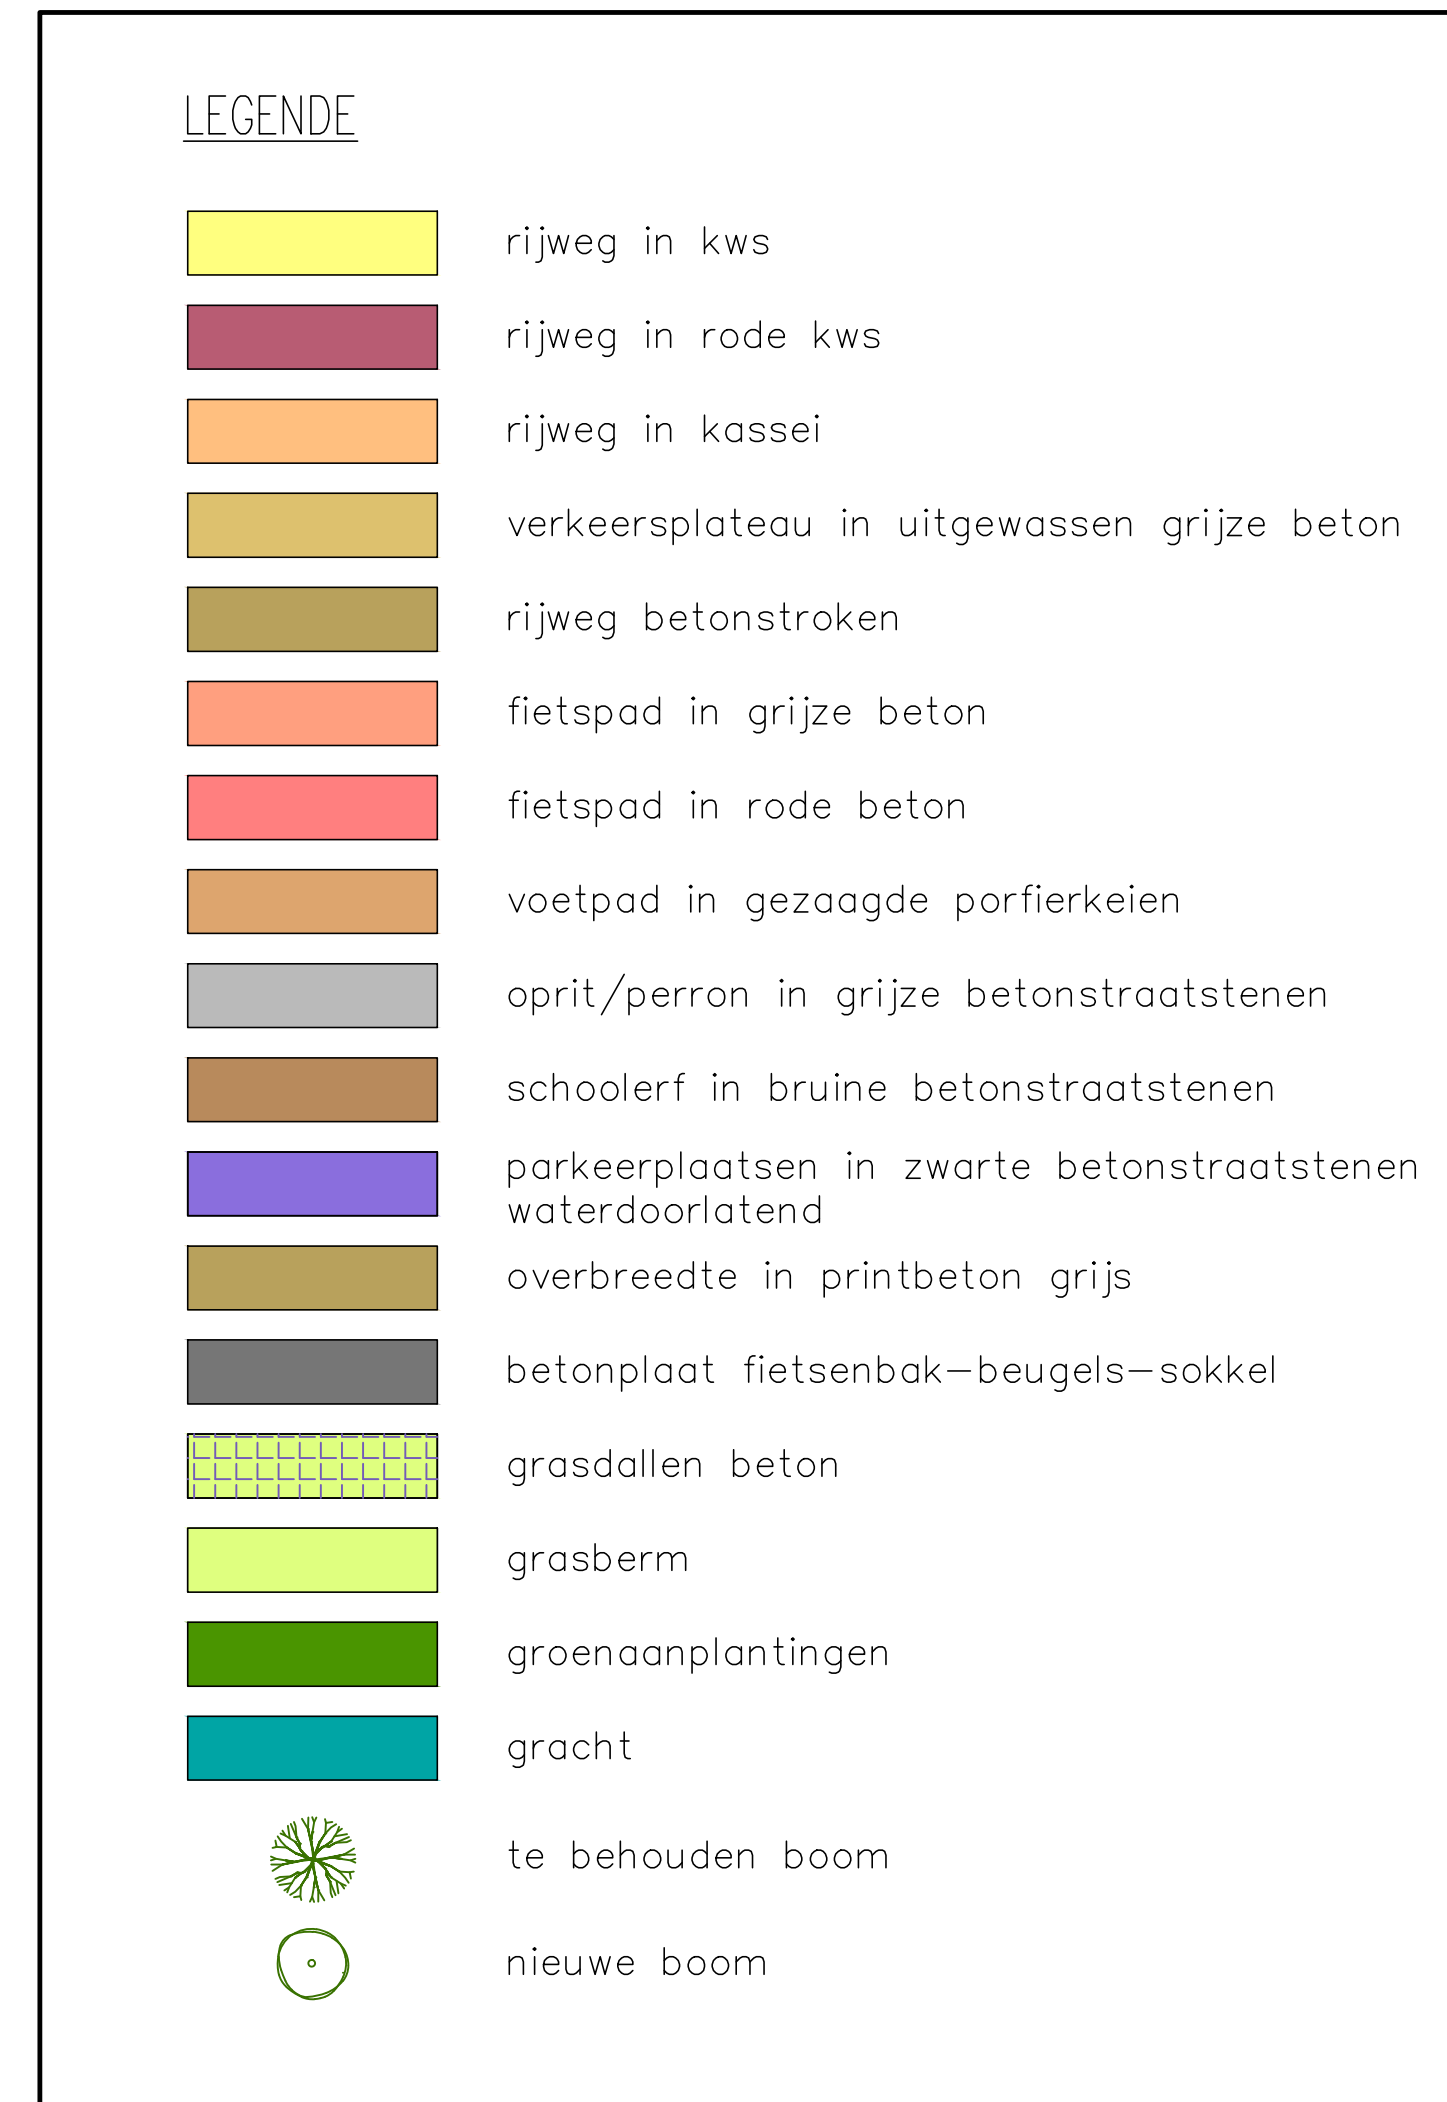 LEGENDE
rijweg in kws
rijweg in rode kws
rijweg in kassei
verkeersplateau in uitgewassen grijze beton
rijweg betonstroken
fietspad in grijze beton
fietspad in rode beton
voetpad in gezaagde porfierkeien
oprit/perron in grijze betonstraatstenen
schoolerf in bruine betonstraatstenen
parkeerplaatsen in zwarte betonstraatstenen
waterdoorlatend
overbreedte in printbeton grijs
betonplaat fietsenbak-beugels-sokkel
grasdallen beton
grasberm
groenaanplantingen
gracht
te behouden boom
nieuwe boom